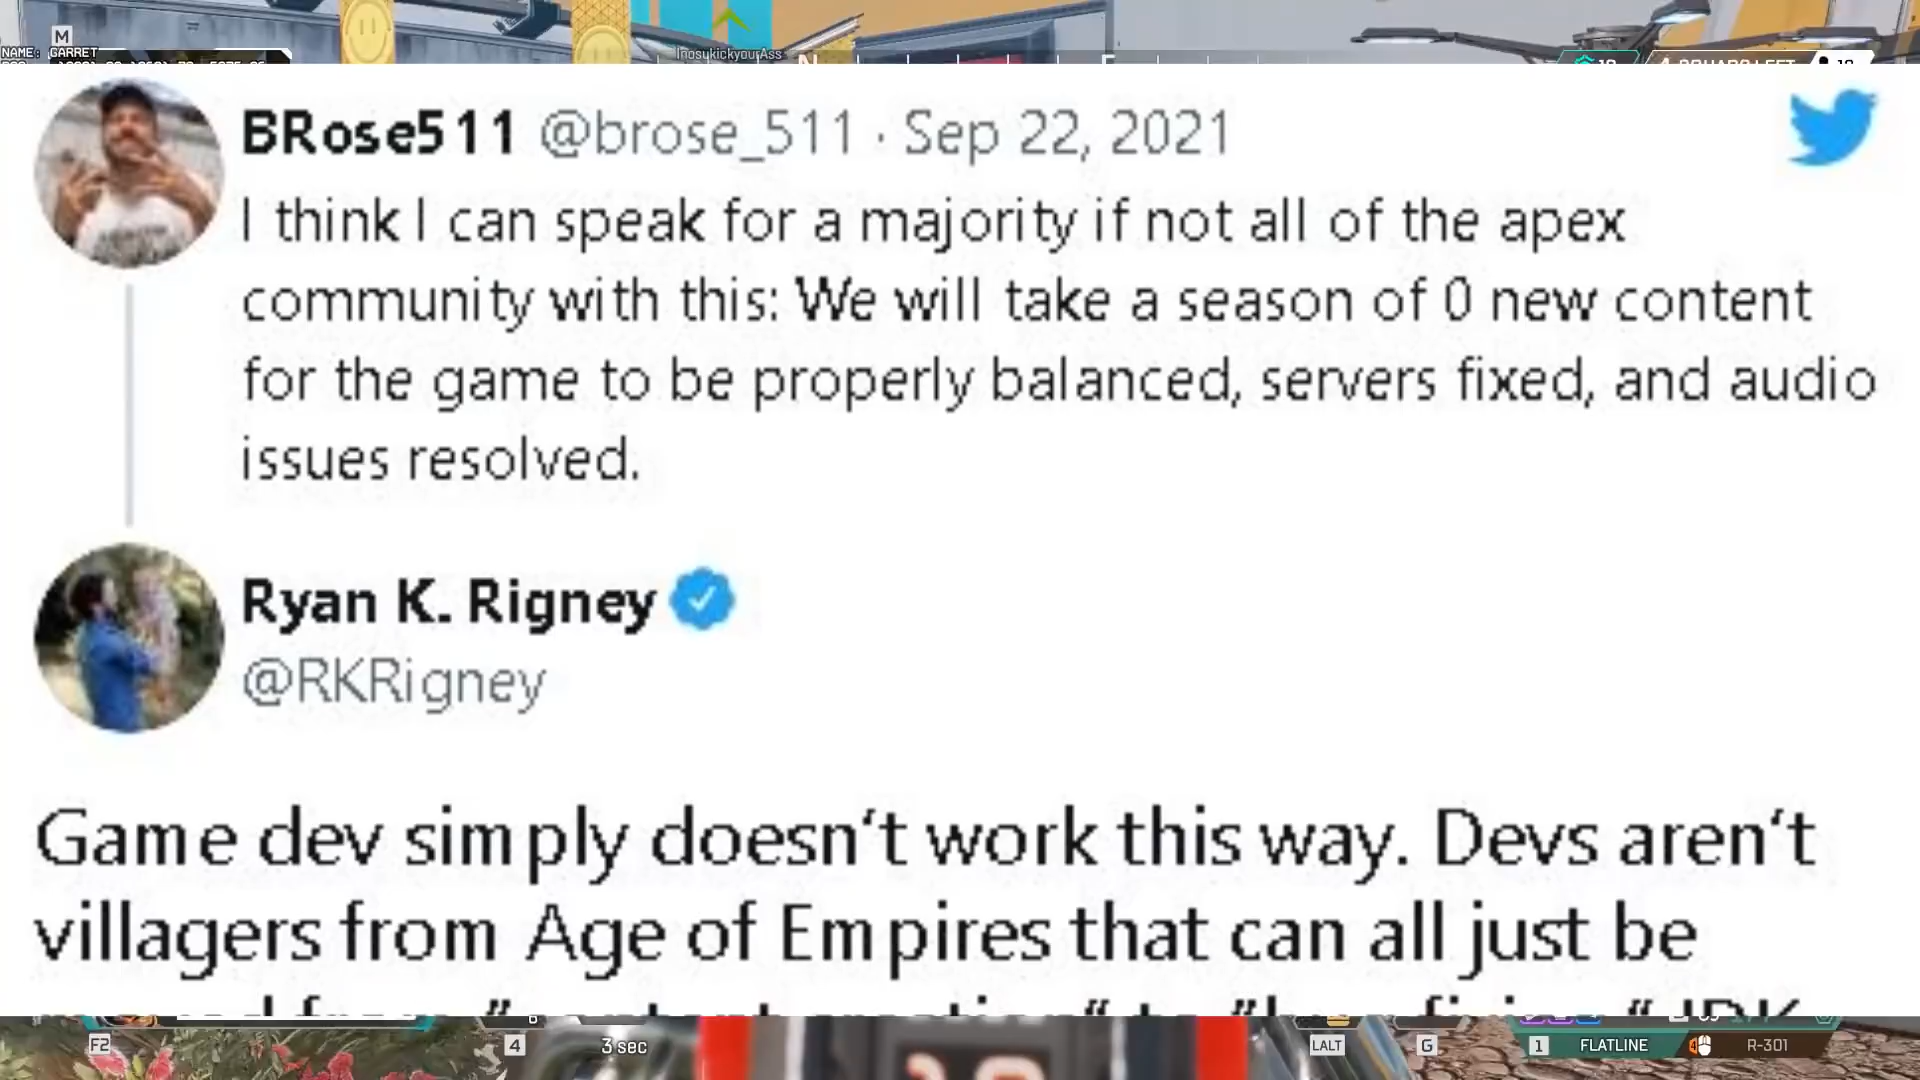 M
NAME: GARRET
InosukickyourAss
BRose511 @brose_511 · Sep 22, 2021
I think I can speak for a majority if not all of the apex
community with this: We will take a season of 0 new content
for the game to be properly balanced, servers fixed, and audio
issues resolved.
Ryan K. Rigney
@RKRigney
Game dev simply doesn‘t work this way. Devs aren‘t
villagers from Age of Empires that can all just be
F2
4
3 sec
LALT
G
1 FLATLINE
R-301